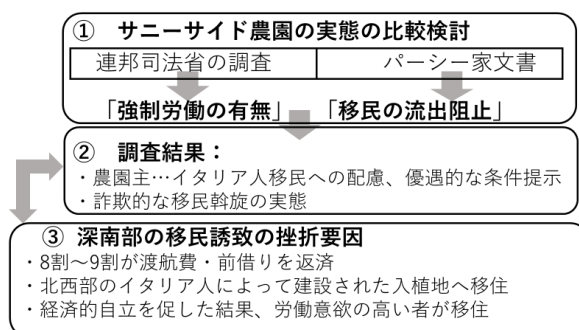 ① サニーサイド農園の実態の比較検討
連邦司法省の調査 パーシー家文書
「強制労働の有無」 「移民の流出阻止」
② 調査結果：
・農園主…イタリア人移民への配慮、優遇的な条件提示
・詐欺的な移民斡旋の実態
③ 深南部の移民誘致の挫折要因
・8割～9割が渡航費・前借りを返済
・北西部のイタリア人によって建設された入植地へ移住
・経済的自立を促した結果、労働意欲の高い者が移住